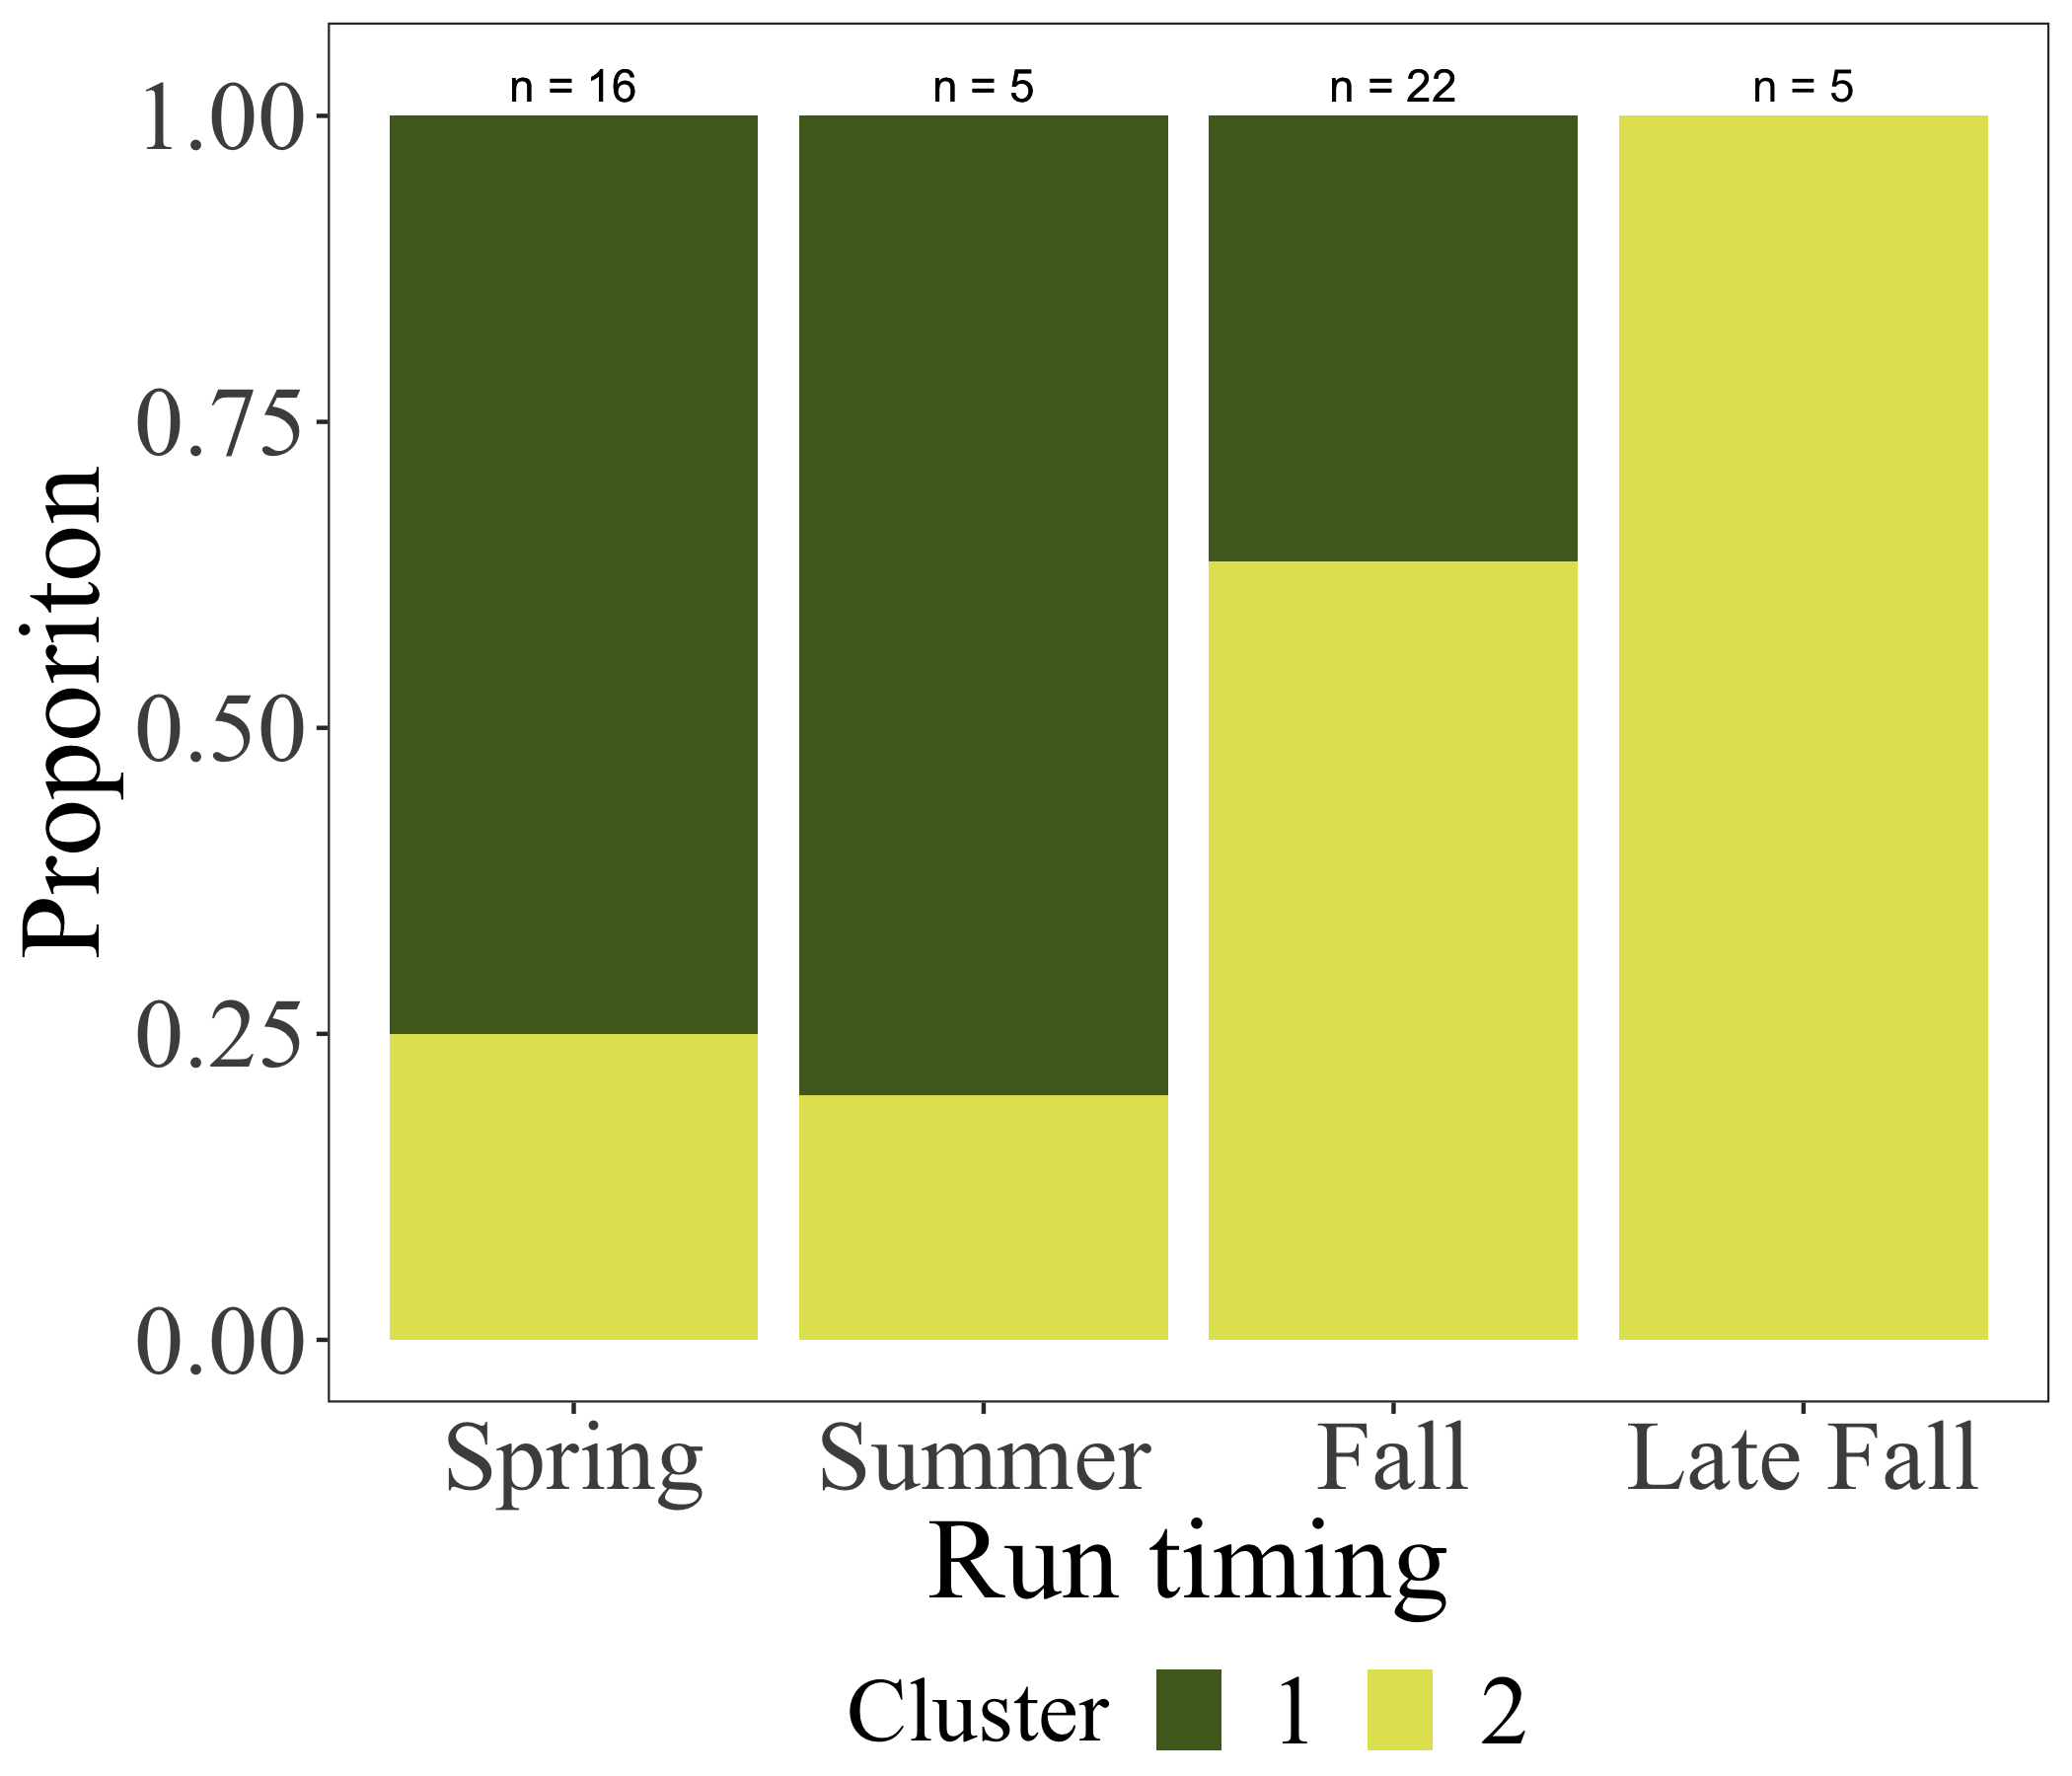 n = 16
n = 5
n = 22
n = 5
1.00
0.75
0.50
0.25
0.00
Proporiton
Spring
Summer
Fall
Late Fall
Run timing
Cluster 1 2